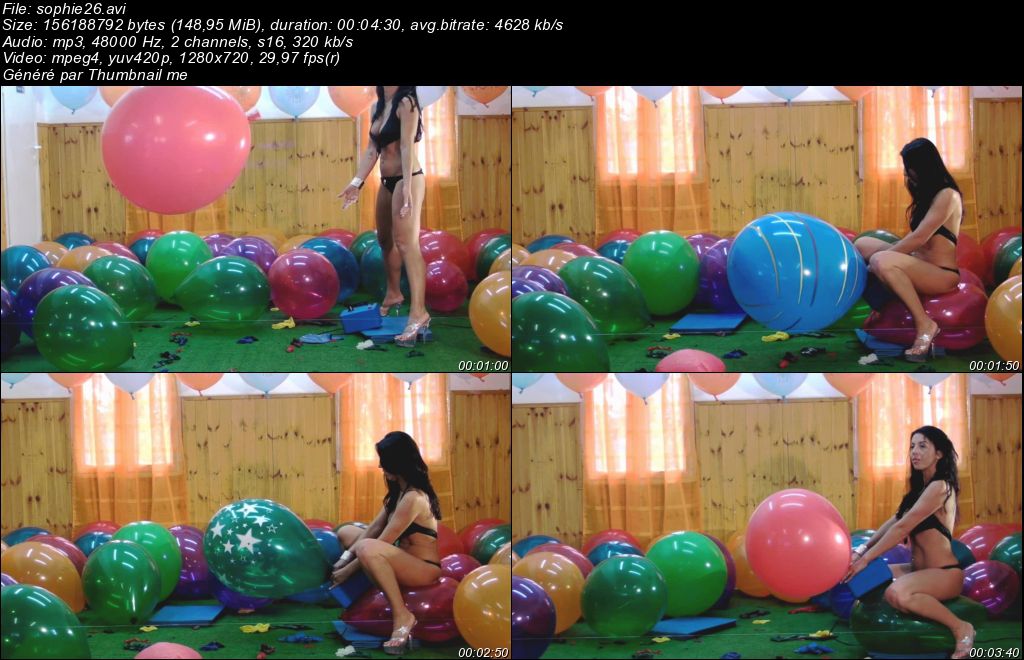 File: sophie26.avi
Size: 156188792 bytes (148,95 MiB), duration: 00:04:30, avg.bitrate: 4628 kb/s
Audio: mp3, 48000 Hz, 2 channels, s16, 320 kb/s
Video: mpeg4, yuv420p, 1280x720, 29,97 fps(r)
Généré par Thumbnail me
00:01:00
00:01:50
00:02:50
00:03:40